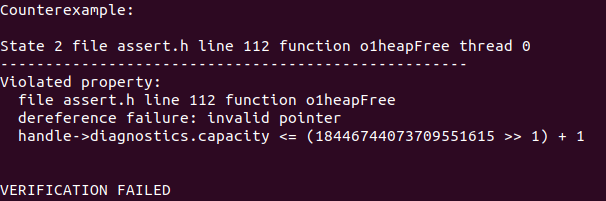 Counterexample:
State 2 file assert.h line 112 function o1heapFree thread 0
----------------------------------------------------
Violated property:
  file assert.h line 112 function o1heapFree
  dereference failure: invalid pointer
  handle->diagnostics.capacity <= (18446744073709551615 >> 1) + 1
VERIFICATION FAILED